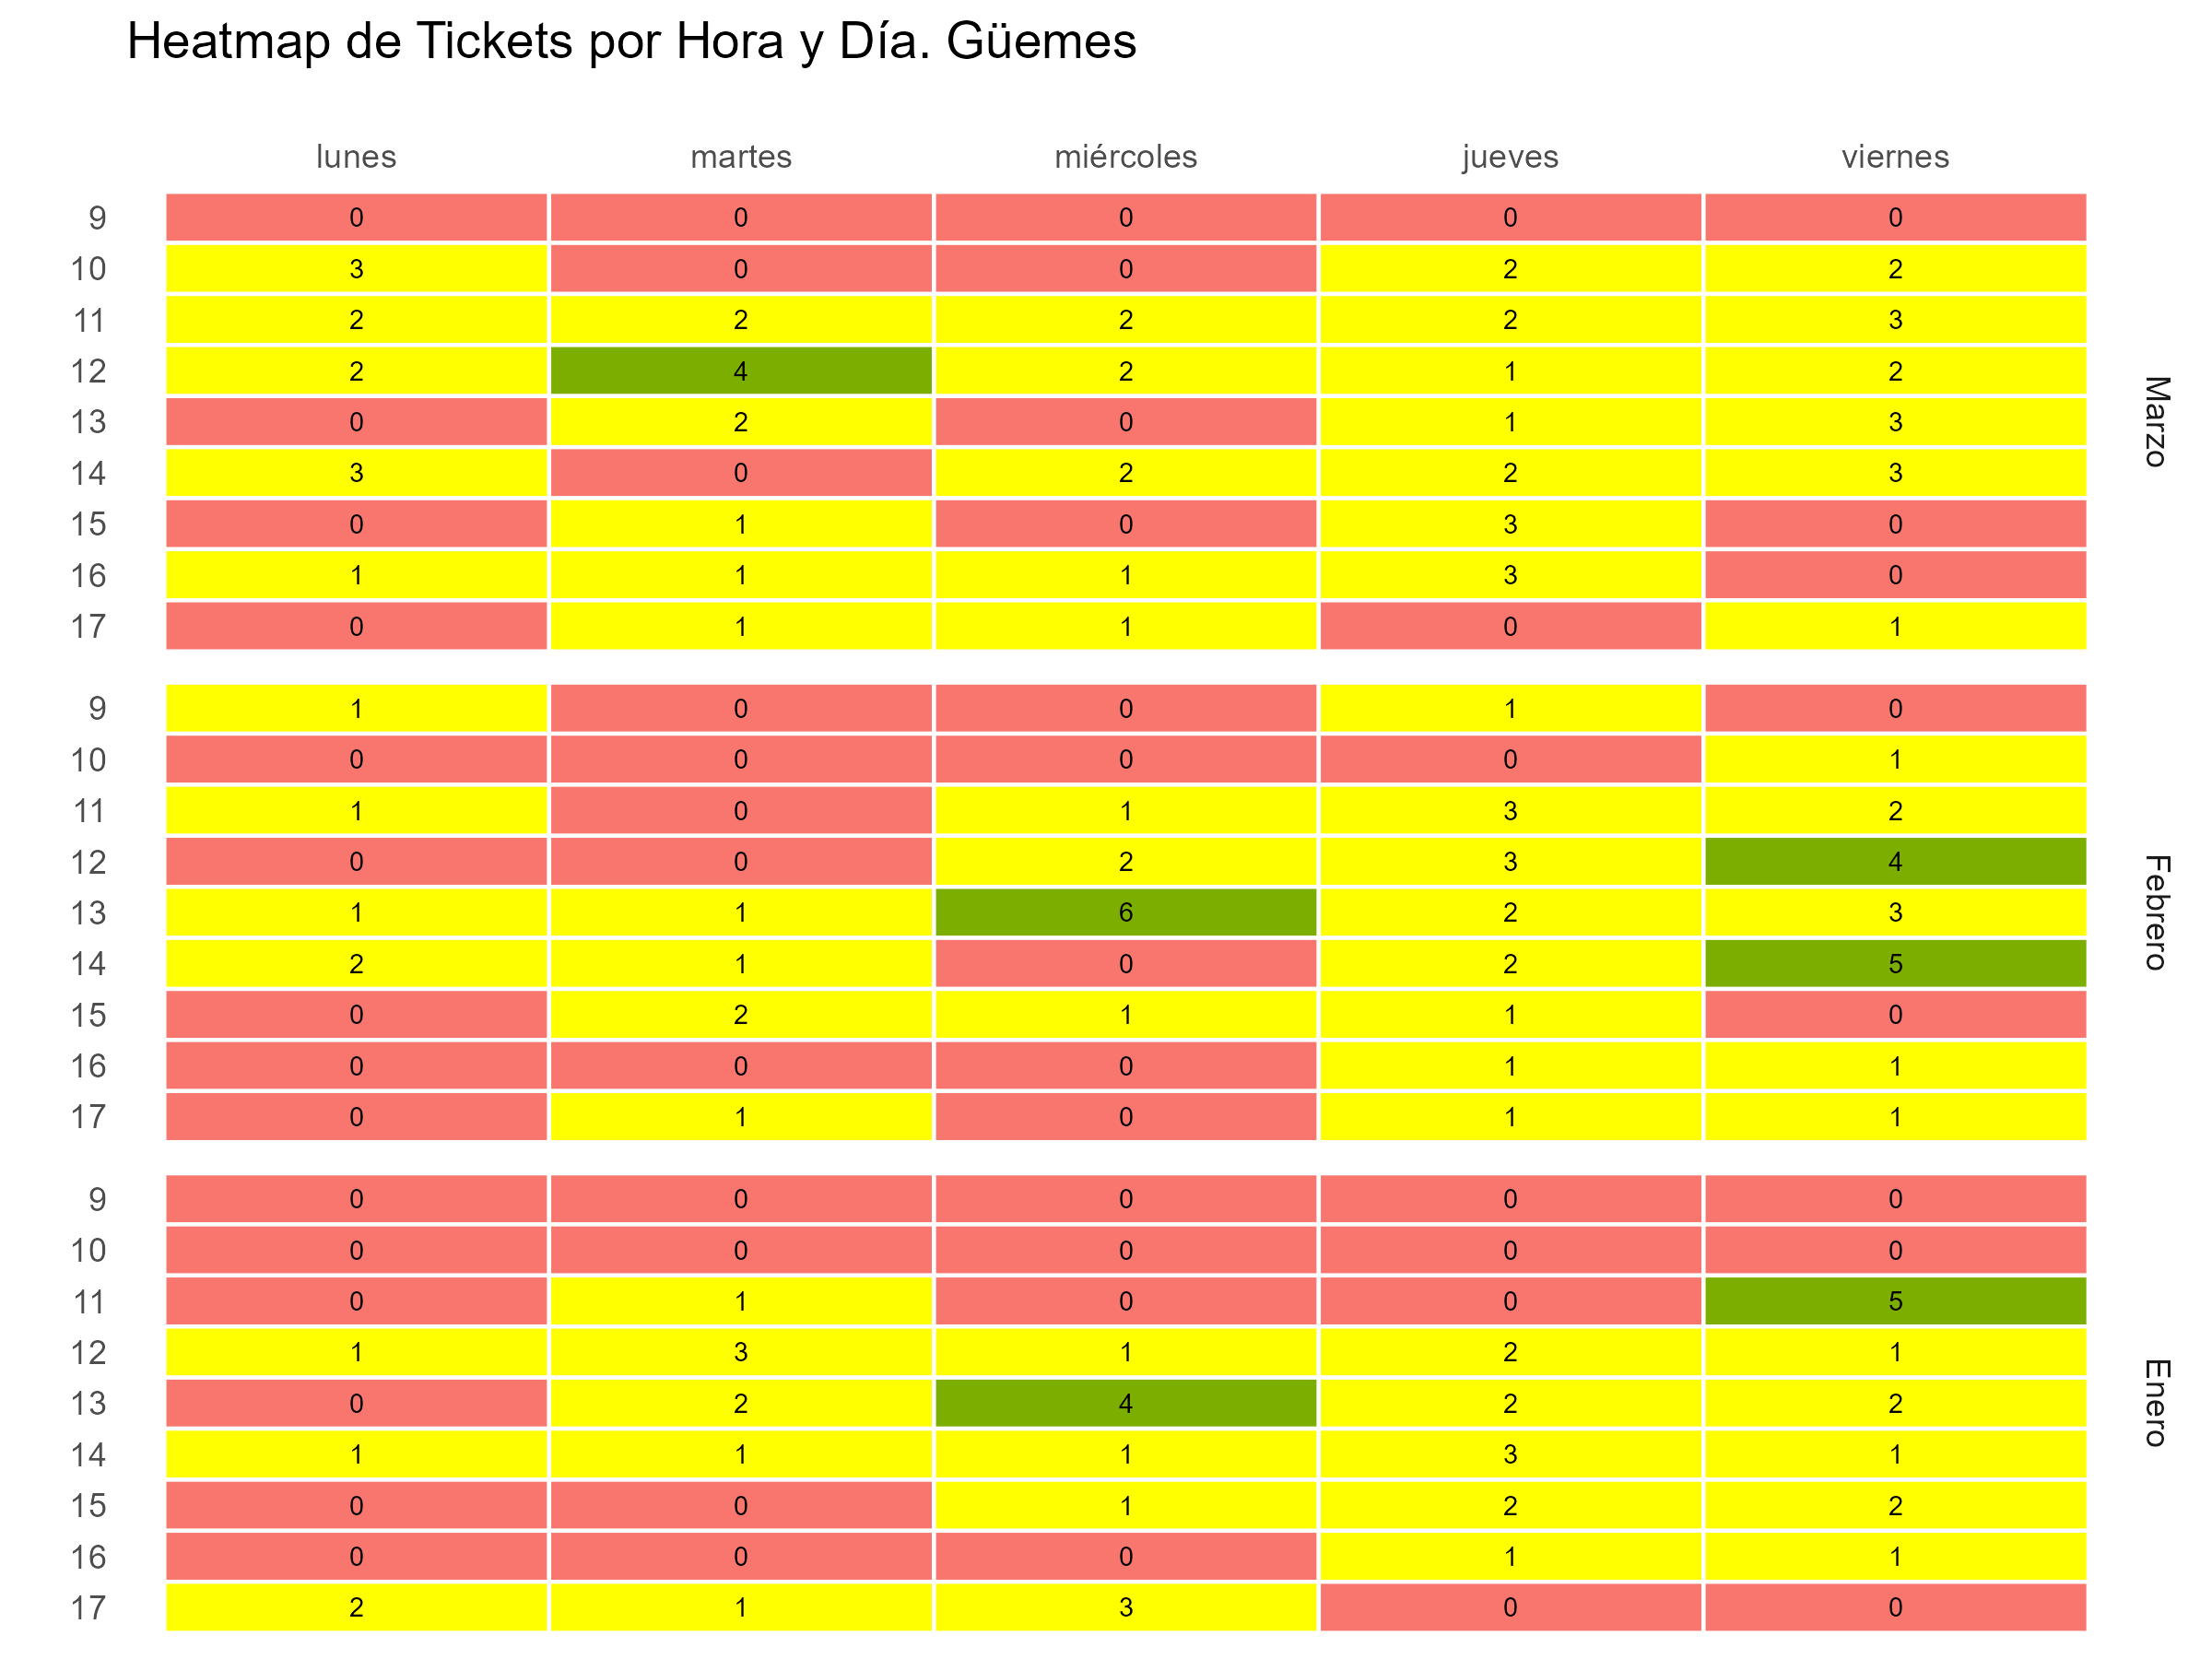 Heatmap de Tickets por Hora y Día. Güemes
lunes martes miércoles jueves viernes
9 0 0 0 0 0
10 3 0 0 2 2
11 2 2 2 2 3
12 2 4 2 1 2
13 0 2 0 1 3
14 3 0 2 2 3
15 0 1 0 3 0
16 1 1 1 3 0
17 0 1 1 0 1
Marzo
9 1 0 0 1 0
10 0 0 0 0 1
11 1 0 1 3 2
12 0 0 2 3 4
13 1 1 6 2 3
14 2 1 0 2 5
15 0 2 1 1 0
16 0 0 0 1 1
17 0 1 0 1 1
Febrero
9 0 0 0 0 0
10 0 0 0 0 0
11 0 1 0 0 5
12 1 3 1 2 1
13 0 2 4 2 2
14 1 1 1 3 1
15 0 0 1 2 2
16 0 0 0 1 1
17 2 1 3 0 0
Enero